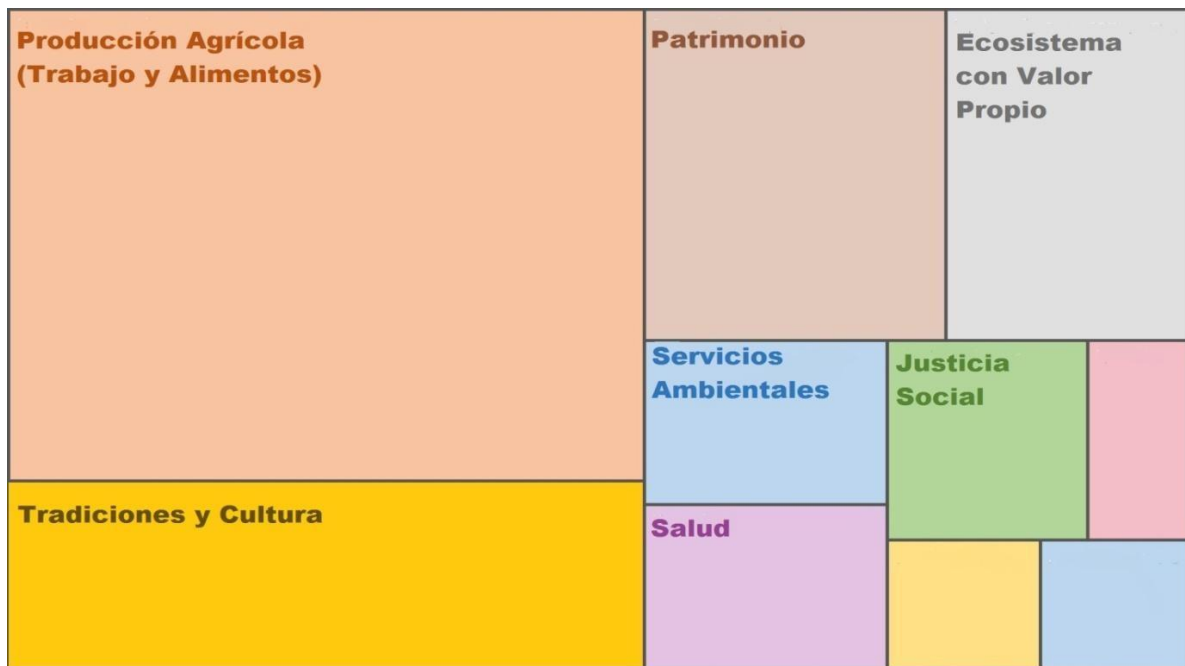 Producción Agrícola
(Trabajo y Alimentos)
Patrimonio
Ecosistema
con Valor
Propio
Servicios
Ambientales
Justicia
Social
Tradiciones y Cultura
Salud